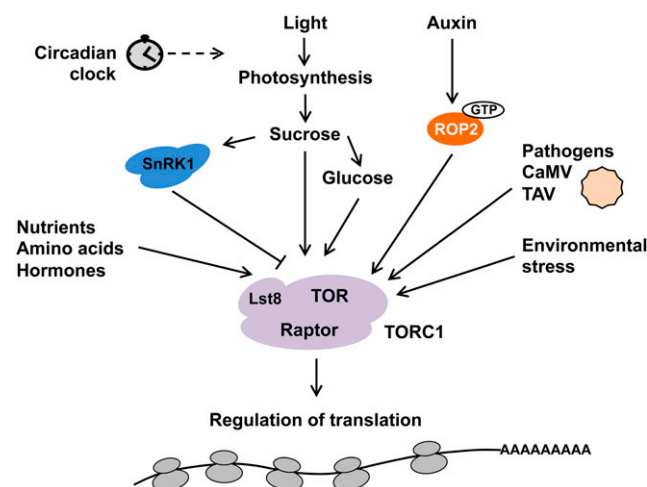 Light
Auxin
Circadian
clock
Photosynthesis
GTP
ROP2
Sucrose
SnRK1
Glucose
Pathogens
CaMV
TAV
Nutrients
Amino acids
Hormones
Environmental
stress
Lst8
TOR
Raptor
TORC1
Regulation of translation
AAAAAAAAA